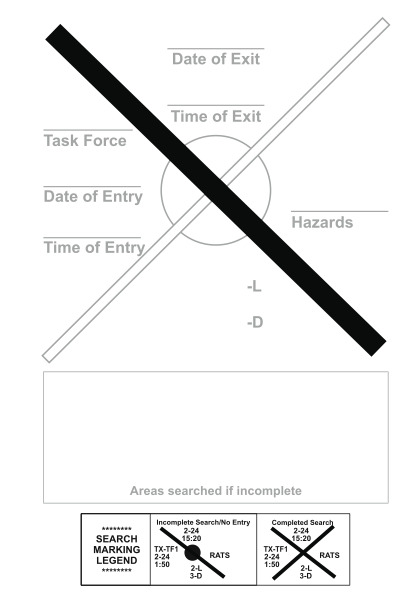 Date of Exit
Time of Exit
Task Force
Date of Entry
Time of Entry
Hazards
-L
-D
Areas searched if incomplete
********
SEARCH
MARKING
LEGEND
********
Incomplete Search/No Entry
2-24
15:20
TX-TF1
2-24
1:50
RATS
2-L
3-D
Completed Search
2-24
15:20
TX-TF1
2-24
1:50
RATS
2-L
3-D